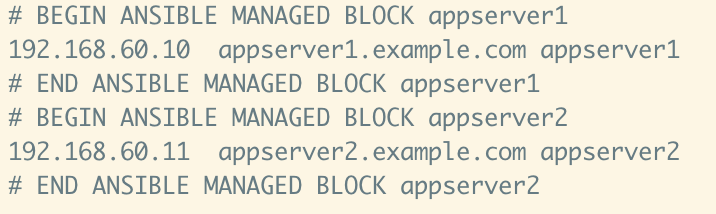 # BEGIN ANSIBLE MANAGED BLOCK appserver1
192.168.60.10  appserver1.example.com appserver1
# END ANSIBLE MANAGED BLOCK appserver1
# BEGIN ANSIBLE MANAGED BLOCK appserver2
192.168.60.11  appserver2.example.com appserver2
# END ANSIBLE MANAGED BLOCK appserver2